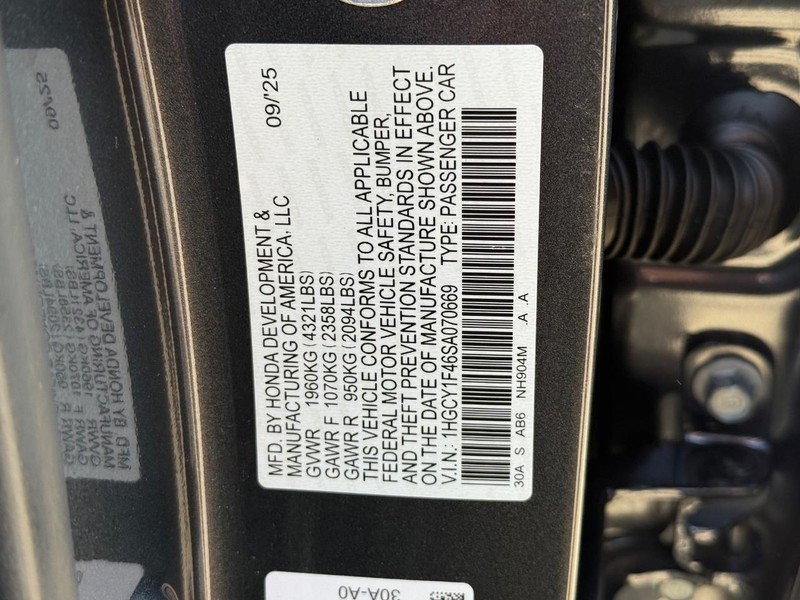 MFD. BY HONDA DEVELOPMENT & 09/'25
MANUFACTURING OF AMERICA, LLC
GVWR 1960KG (4321LBS)
GAWR F 1070KG (2358LBS)
GAWR R 950KG (2094LBS)
THIS VEHICLE CONFORMS TO ALL APPLICABLE
FEDERAL MOTOR VEHICLE SAFETY, BUMPER,
AND THEFT PREVENTION STANDARDS IN EFFECT
ON THE DATE OF MANUFACTURE SHOWN ABOVE.
V.I.N.: 1HGCY1F46SA070669 TYPE: PASSENGER CAR
30A S AB6 NH904M .A .A
30A-A0